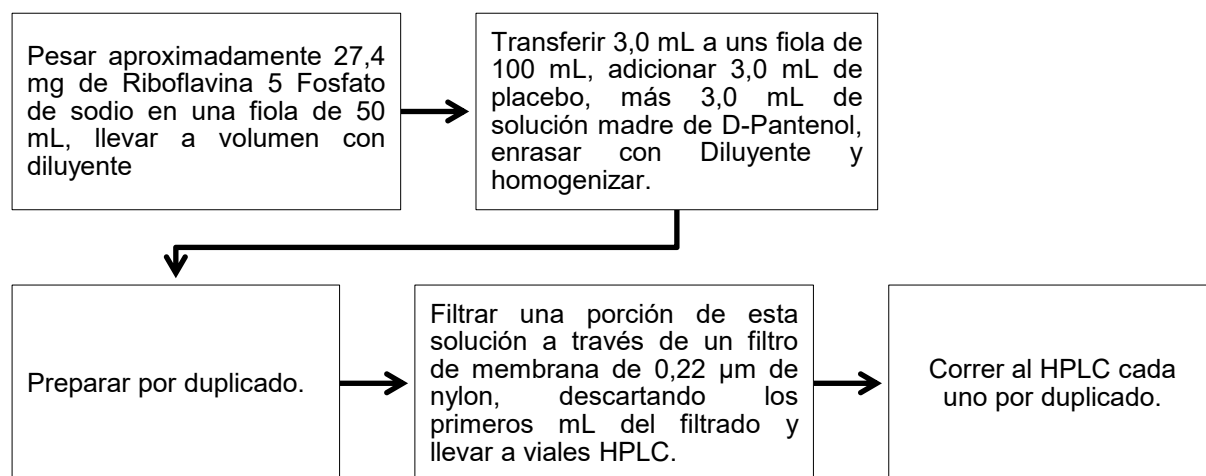 Pesar aproximadamente 27,4
mg de Riboflavina 5 Fosfato
de sodio en una fiola de 50
mL, llevar a volumen con
diluyente
Transferir 3,0 mL a uns fiola de
100 mL, adicionar 3,0 mL de
placebo, más 3,0 mL de
solución madre de D-Pantenol,
enrasar con Diluyente y
homogenizar.
Preparar por duplicado.
Filtrar una porción de esta
solución a través de un filtro
de membrana de 0,22 µm de
nylon, descartando los
primeros mL del filtrado y
llevar a viales HPLC.
Correr al HPLC cada
uno por duplicado.